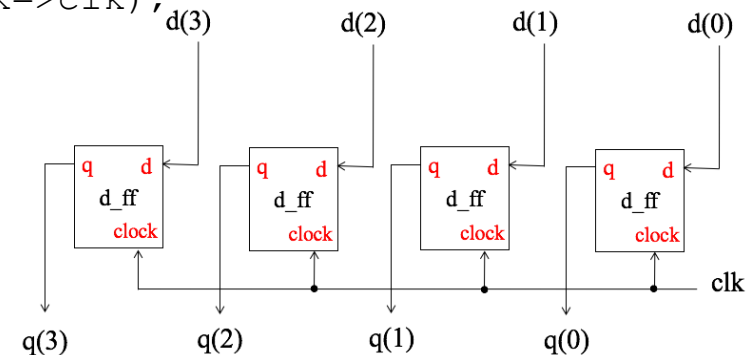 k=>clk);
d(3) d(2) d(1) d(0)
q d q d q d q d
d_ff d_ff d_ff d_ff
clock clock clock clock
clk
q(3) q(2) q(1) q(0)